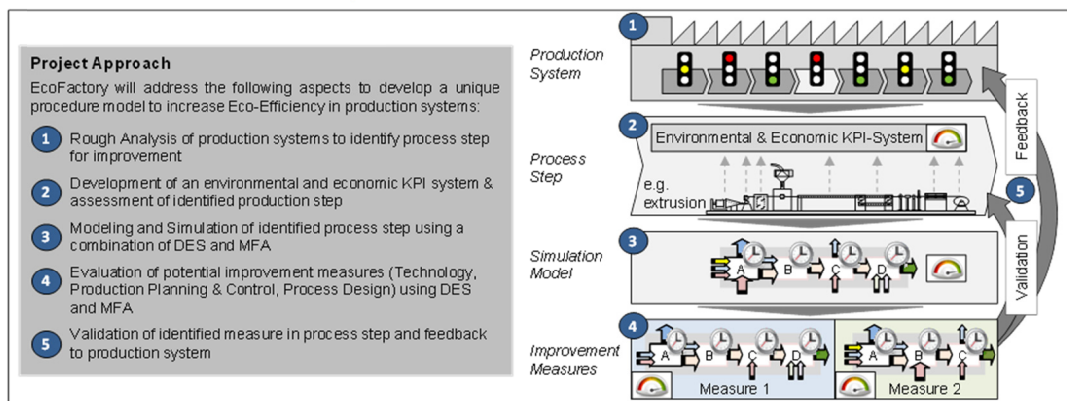 Project Approach
EcoFactory will address the following aspects to develop a unique
procedure model to increase Eco-Efficiency in production systems:
1 Rough Analysis of production systems to identify process step
for improvement
2 Development of an environmental and economic KPI system &
assessment of identified production step
3 Modeling and Simulation of identified process step using a
combination of DES and MFA
4 Evaluation of potential improvement measures (Technology,
Production Planning & Control, Process Design) using DES
and MFA
5 Validation of identified measure in process step and feedback
to production system
1
Production
System
2
Environmental & Economic KPI-System
Process
Step
e.g.
extrusion
3
Simulation
Model
A B C D
4
Improvement
Measures
A B C D
Measure 1
A B C
Measure 2
Feedback
5
Validation